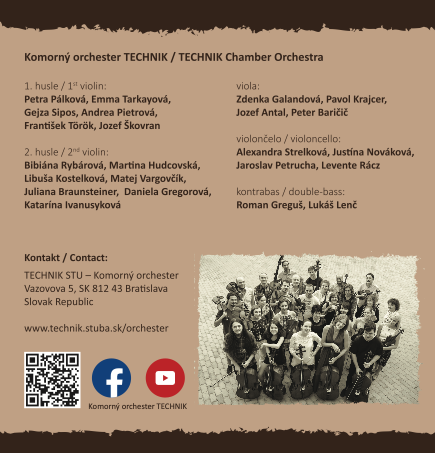 Komorný orchester TECHNIK / TECHNIK Chamber Orchestra
1. husle / 1st violin:
Petra Pálková, Emma Tarkayová,
Gejza Sipos, Andrea Pietrová,
František Török, Jozef Škovran
2. husle / 2nd violin:
Bibiána Rybárová, Martina Hudcovská,
Libuša Kostelková, Matej Vargovčík,
Juliana Braunsteiner, Daniela Gregorová,
Katarína Ivanusyková
viola:
Zdenka Galandová, Pavol Krajcer,
Jozef Antal, Peter Baričič
violončelo / violoncello:
Alexandra Strelková, Justína Nováková,
Jaroslav Petrucha, Levente Rácz
kontrabas / double-bass:
Roman Greguš, Lukáš Lenč
Kontakt / Contact:
TECHNIK STU – Komorný orchester
Vazovova 5, SK 812 43 Bratislava
Slovak Republic
www.technik.stuba.sk/orchester
Komorný orchester TECHNIK